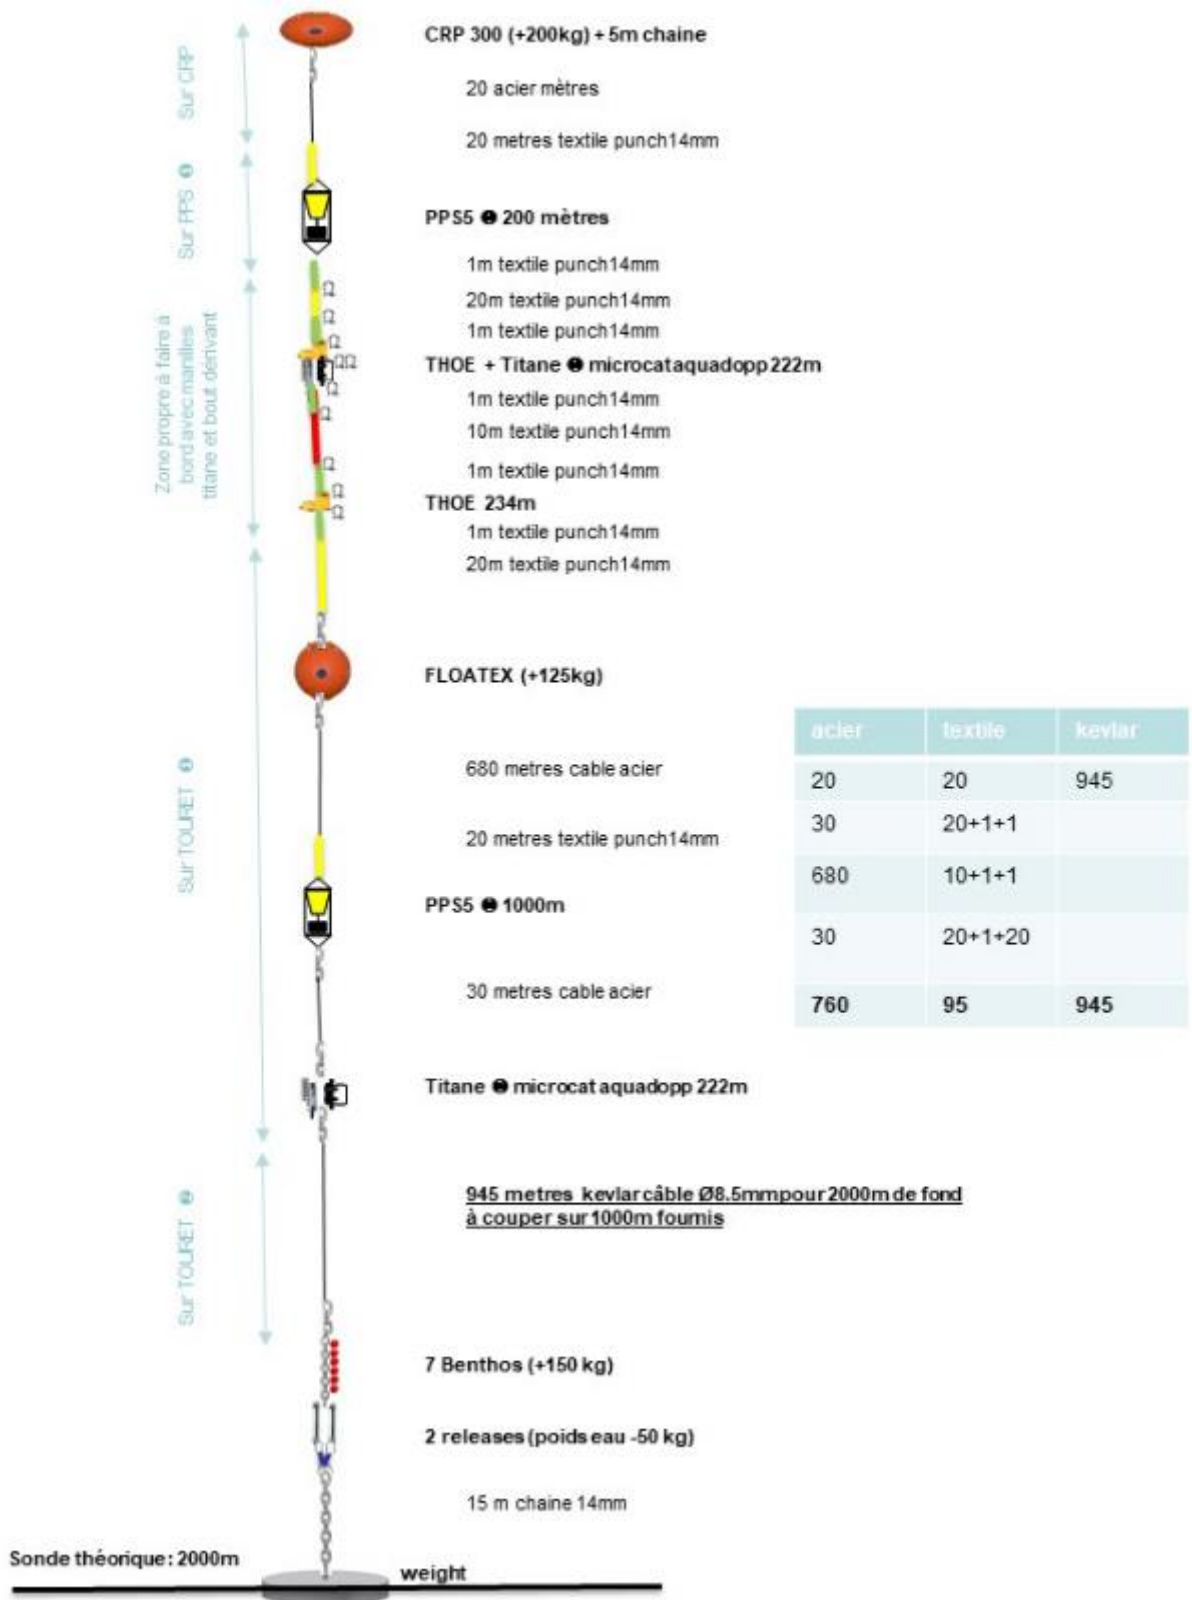 CRP 300 (+200kg) + 5m chaine
20 acier mètres
20 metres textile punch14mm
Sur CRP
Sur PPS ❶
PPS5 ❷ 200 mètres
1m textile punch14mm
20m textile punch14mm
1m textile punch14mm
THOE + Titane ❷ microcat aquadopp 222m
1m textile punch14mm
10m textile punch14mm
1m textile punch14mm
THOE 234m
1m textile punch14mm
20m textile punch14mm
Zone propre à faire à
bord avec manilles
titane et bout dérivant
FLOATEX (+125kg)
680 metres cable acier
20 metres textile punch14mm
PPS5 ❷ 1000m
30 metres cable acier
Titane ❷ microcat aquadopp 222m
Sur TOURET ❸
acier textile kevlar
20 20 945
30 20+1+1
680 10+1+1
30 20+1+20
760 95 945
945 metres kevlar câble Ø8.5mm pour 2000m de fond
à couper sur 1000m fournis
Sur TOURET ❷
7 Benthos (+150 kg)
2 releases (poids eau -50 kg)
15 m chaine 14mm
Sonde théorique: 2000m
weight